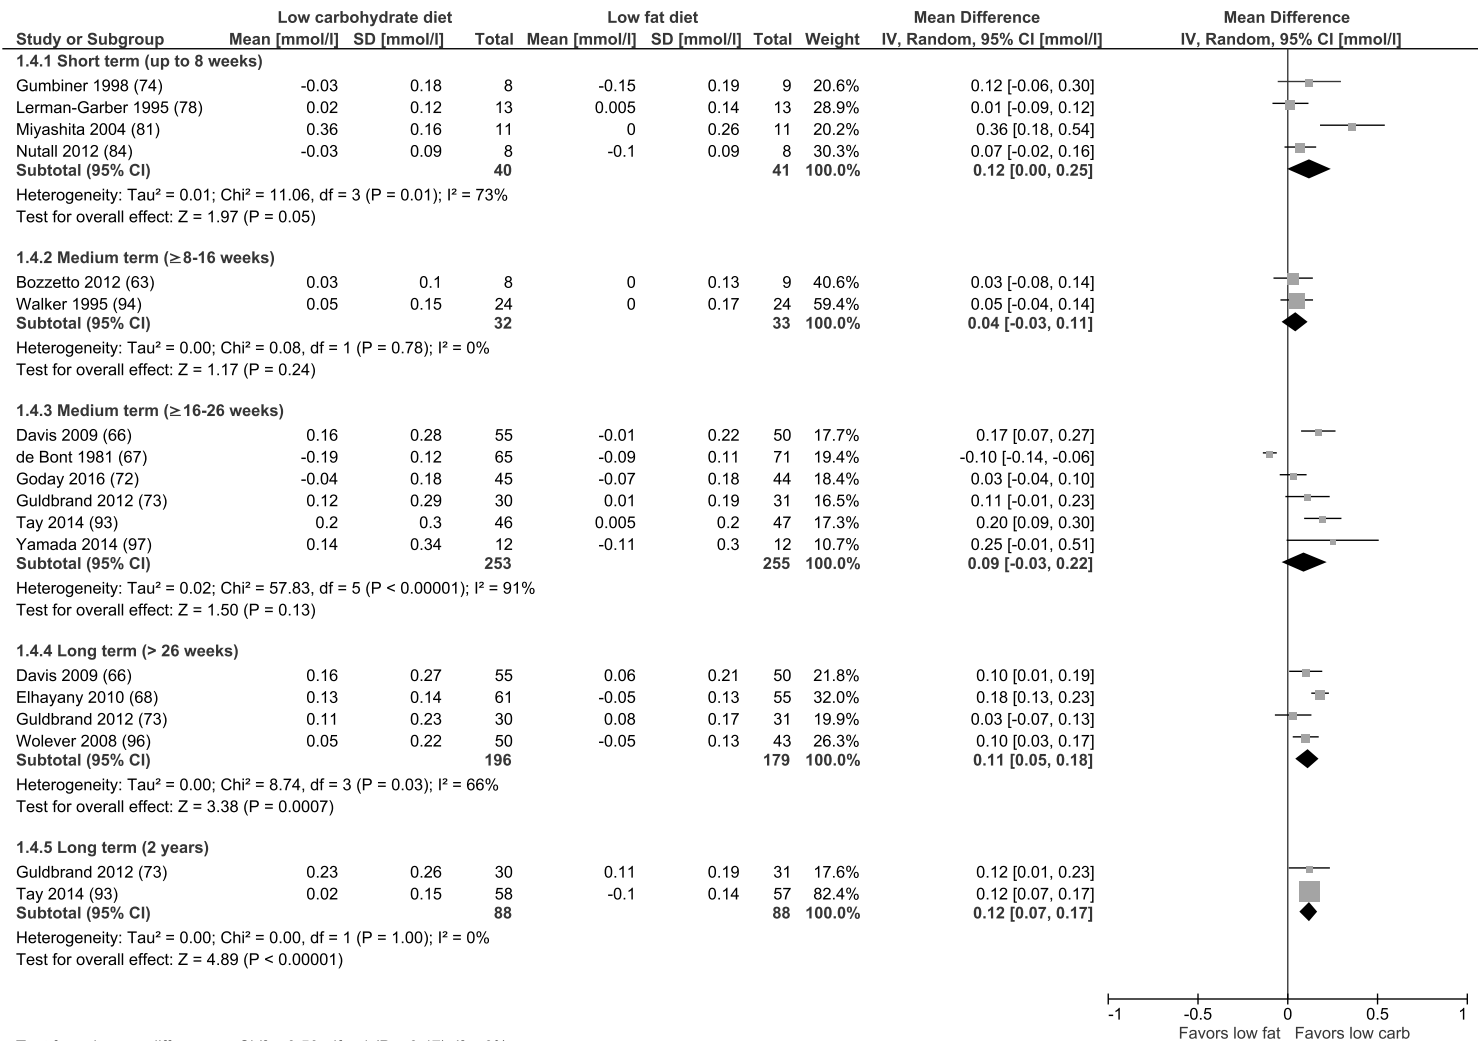 Low carbohydrate diet Low fat diet Mean Difference Mean Difference
Study or Subgroup Mean [mmol/l] SD [mmol/l] Total Mean [mmol/l] SD [mmol/l] Total Weight IV, Random, 95% CI [mmol/l] IV, Random, 95% CI [mmol/l]
1.4.1 Short term (up to 8 weeks)
Gumbiner 1998 (74) -0.03 0.18 8 -0.15 0.19 9 20.6% 0.12 [-0.06, 0.30]
Lerman-Garber 1995 (78) 0.02 0.12 13 0.005 0.14 13 28.9% 0.01 [-0.09, 0.12]
Miyashita 2004 (81) 0.36 0.16 11 0 0.26 11 20.2% 0.36 [0.18, 0.54]
Nutall 2012 (84) -0.03 0.09 8 -0.1 0.09 8 30.3% 0.07 [-0.02, 0.16]
Subtotal (95% CI) 40 41 100.0% 0.12 [0.00, 0.25]
Heterogeneity: Tau² = 0.01; Chi² = 11.06, df = 3 (P = 0.01); I² = 73%
Test for overall effect: Z = 1.97 (P = 0.05)
1.4.2 Medium term (≥8-16 weeks)
Bozzetto 2012 (63) 0.03 0.1 8 0 0.13 9 40.6% 0.03 [-0.08, 0.14]
Walker 1995 (94) 0.05 0.15 24 0 0.17 24 59.4% 0.05 [-0.04, 0.14]
Subtotal (95% CI) 32 33 100.0% 0.04 [-0.03, 0.11]
Heterogeneity: Tau² = 0.00; Chi² = 0.08, df = 1 (P = 0.78); I² = 0%
Test for overall effect: Z = 1.17 (P = 0.24)
1.4.3 Medium term (≥16-26 weeks)
Davis 2009 (66) 0.16 0.28 55 -0.01 0.22 50 17.7% 0.17 [0.07, 0.27]
de Bont 1981 (67) -0.19 0.12 65 -0.09 0.11 71 19.4% -0.10 [-0.14, -0.06]
Goday 2016 (72) -0.04 0.18 45 -0.07 0.18 44 18.4% 0.03 [-0.04, 0.10]
Guldbrand 2012 (73) 0.12 0.29 30 0.01 0.19 31 16.5% 0.11 [-0.01, 0.23]
Tay 2014 (93) 0.2 0.3 46 0.005 0.2 47 17.3% 0.20 [0.09, 0.30]
Yamada 2014 (97) 0.14 0.34 12 -0.11 0.3 12 10.7% 0.25 [-0.01, 0.51]
Subtotal (95% CI) 253 255 100.0% 0.09 [-0.03, 0.22]
Heterogeneity: Tau² = 0.02; Chi² = 57.83, df = 5 (P < 0.00001); I² = 91%
Test for overall effect: Z = 1.50 (P = 0.13)
1.4.4 Long term (> 26 weeks)
Davis 2009 (66) 0.16 0.27 55 0.06 0.21 50 21.8% 0.10 [0.01, 0.19]
Elhayany 2010 (68) 0.13 0.14 61 -0.05 0.13 55 32.0% 0.18 [0.13, 0.23]
Guldbrand 2012 (73) 0.11 0.23 30 0.08 0.17 31 19.9% 0.03 [-0.07, 0.13]
Wolever 2008 (96) 0.05 0.22 50 -0.05 0.13 43 26.3% 0.10 [0.03, 0.17]
Subtotal (95% CI) 196 179 100.0% 0.11 [0.05, 0.18]
Heterogeneity: Tau² = 0.00; Chi² = 8.74, df = 3 (P = 0.03); I² = 66%
Test for overall effect: Z = 3.38 (P = 0.0007)
1.4.5 Long term (2 years)
Guldbrand 2012 (73) 0.23 0.26 30 0.11 0.19 31 17.6% 0.12 [0.01, 0.23]
Tay 2014 (93) 0.02 0.15 58 -0.1 0.14 57 82.4% 0.12 [0.07, 0.17]
Subtotal (95% CI) 88 88 100.0% 0.12 [0.07, 0.17]
Heterogeneity: Tau² = 0.00; Chi² = 0.00, df = 1 (P = 1.00); I² = 0%
Test for overall effect: Z = 4.89 (P < 0.00001)
-1 -0.5 0 0.5 1
Favors low fat Favors low carb